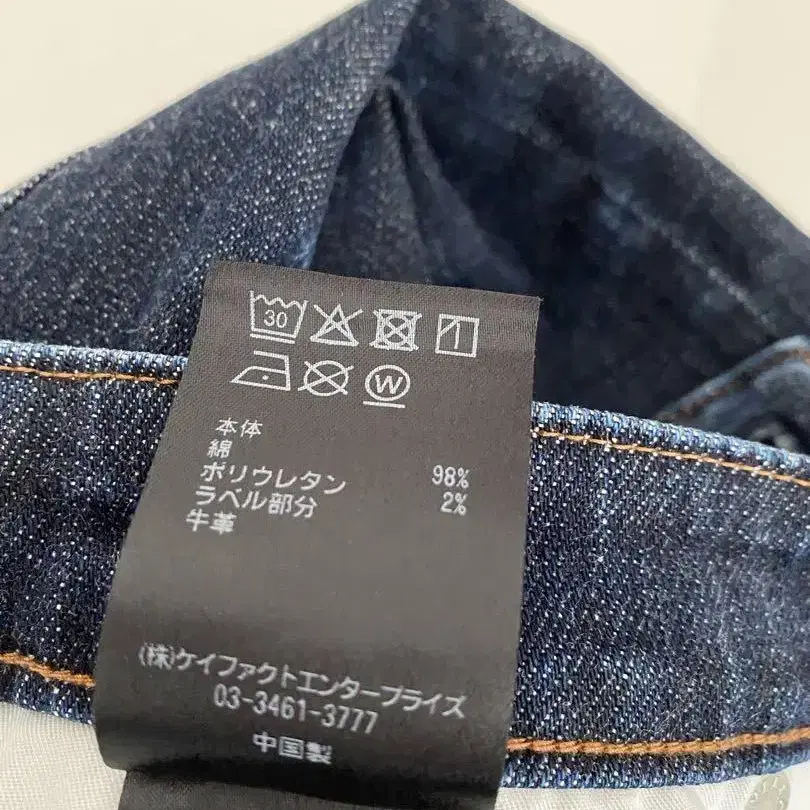 30
W
本体
綿 98%
ポリウレタン 2%
ラベル部分
牛革
(株)ケイファクトエンタープライズ
03-3461-3777
中国製